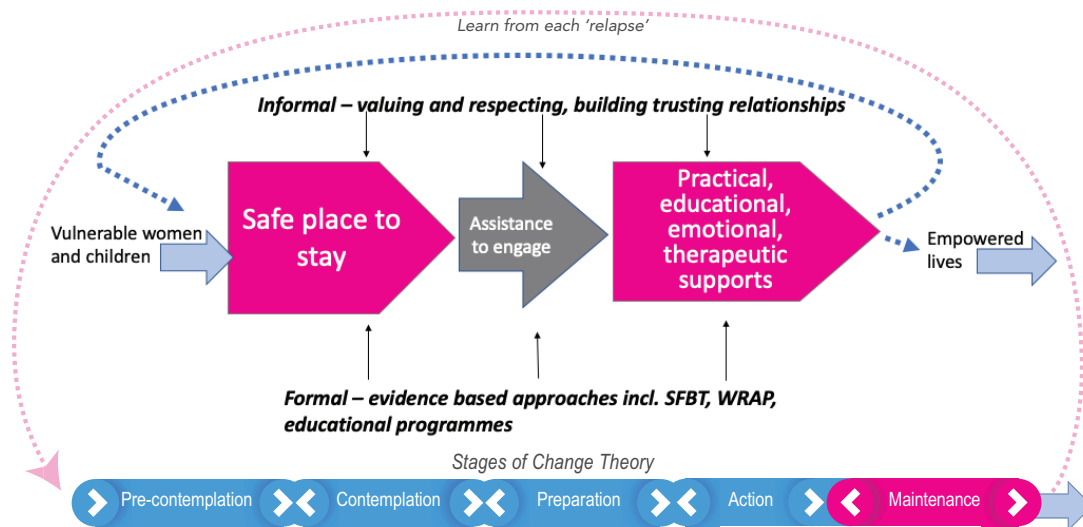 Learn from each ‘relapse’
Informal – valuing and respecting, building trusting relationships
Vulnerable women
and children
Safe place to
stay
Assistance
to engage
Practical,
educational,
emotional,
therapeutic
supports
Empowered
lives
Formal – evidence based approaches incl. SFBT, WRAP,
educational programmes
Stages of Change Theory
Pre-contemplation
Contemplation
Preparation
Action
Maintenance